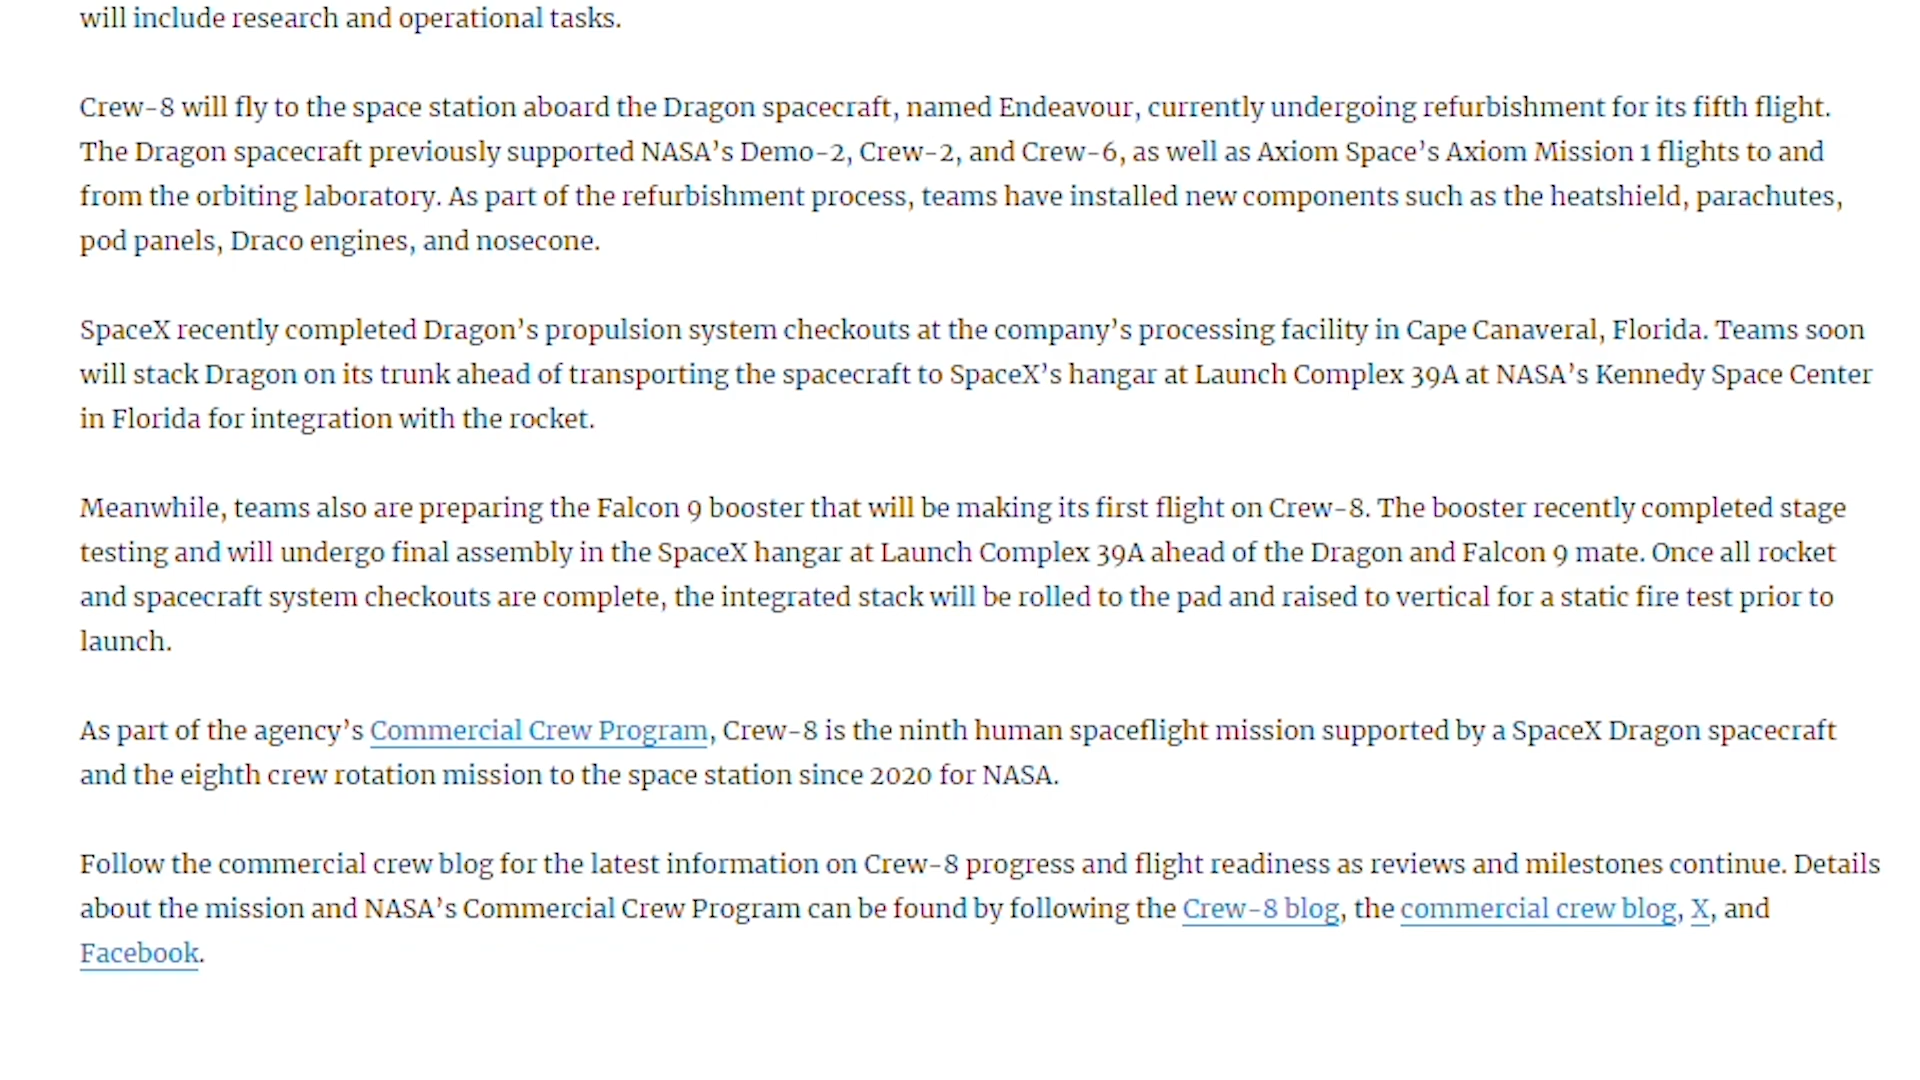 will include research and operational tasks.
Crew-8 will fly to the space station aboard the Dragon spacecraft, named Endeavour, currently undergoing refurbishment for its fifth flight.
The Dragon spacecraft previously supported NASA’s Demo-2, Crew-2, and Crew-6, as well as Axiom Space’s Axiom Mission 1 flights to and
from the orbiting laboratory. As part of the refurbishment process, teams have installed new components such as the heatshield, parachutes,
pod panels, Draco engines, and nosecone.
SpaceX recently completed Dragon’s propulsion system checkouts at the company’s processing facility in Cape Canaveral, Florida. Teams soon
will stack Dragon on its trunk ahead of transporting the spacecraft to SpaceX’s hangar at Launch Complex 39A at NASA’s Kennedy Space Center
in Florida for integration with the rocket.
Meanwhile, teams also are preparing the Falcon 9 booster that will be making its first flight on Crew-8. The booster recently completed stage
testing and will undergo final assembly in the SpaceX hangar at Launch Complex 39A ahead of the Dragon and Falcon 9 mate. Once all rocket
and spacecraft system checkouts are complete, the integrated stack will be rolled to the pad and raised to vertical for a static fire test prior to
launch.
As part of the agency’s Commercial Crew Program, Crew-8 is the ninth human spaceflight mission supported by a SpaceX Dragon spacecraft
and the eighth crew rotation mission to the space station since 2020 for NASA.
Follow the commercial crew blog for the latest information on Crew-8 progress and flight readiness as reviews and milestones continue. Details
about the mission and NASA’s Commercial Crew Program can be found by following the Crew-8 blog, the commercial crew blog, X, and
Facebook.